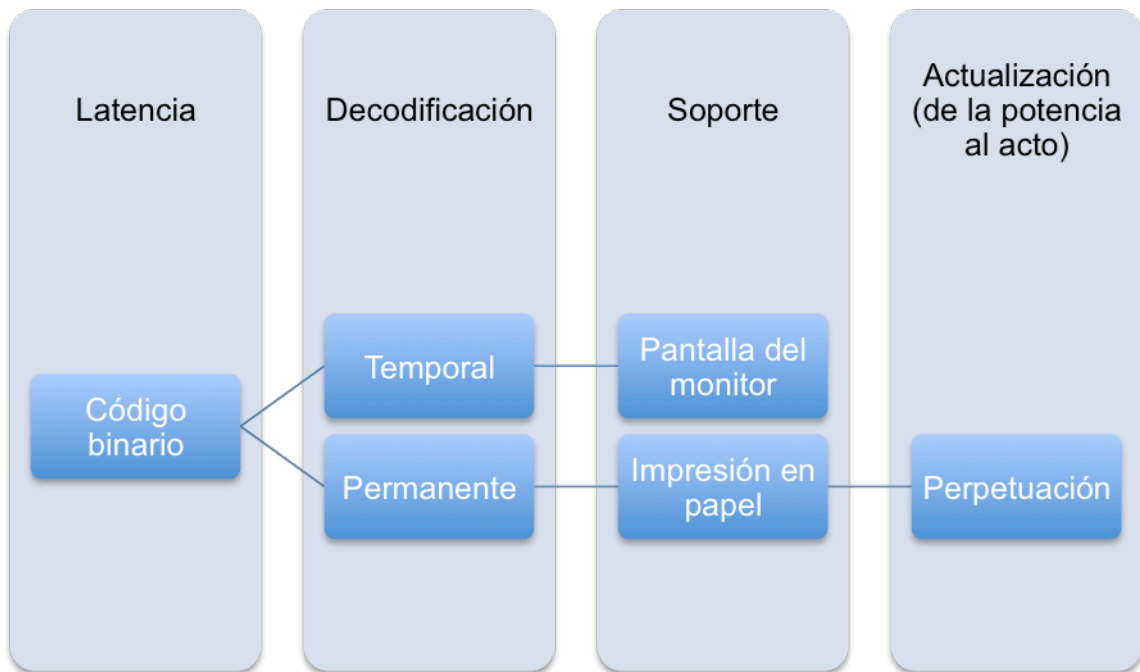 Latencia
Decodificación
Soporte
Actualización
(de la potencia
al acto)
Código
binario
Temporal
Permanente
Pantalla del
monitor
Impresión en
papel
Perpetuación